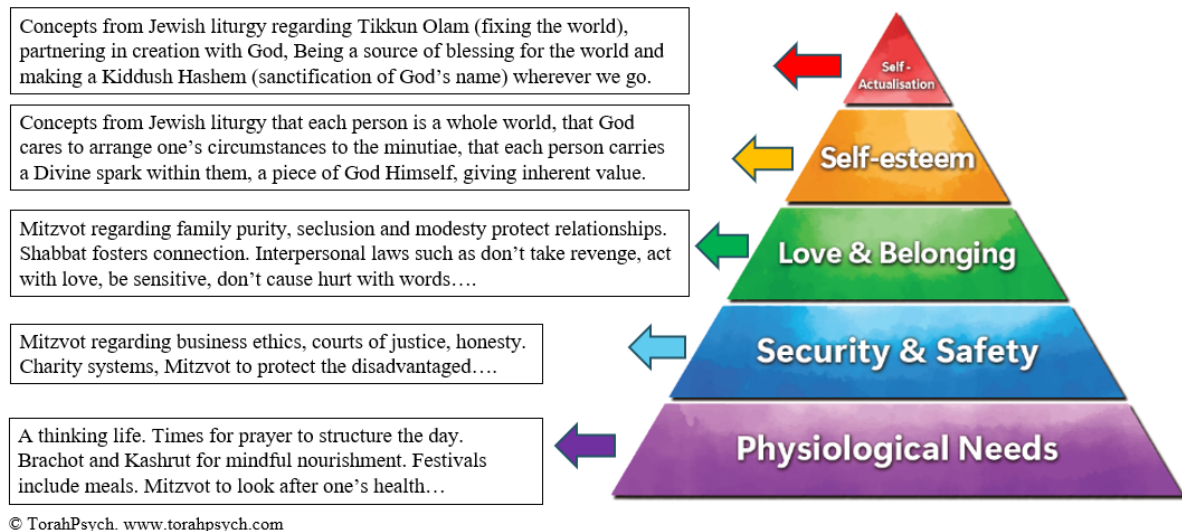 Concepts from Jewish liturgy regarding Tikkun Olam (fixing the world),
partnering in creation with God, Being a source of blessing for the world and
making a Kiddush Hashem (sanctification of God’s name) wherever we go.
Self -
Actualisation
Concepts from Jewish liturgy that each person is a whole world, that God
cares to arrange one’s circumstances to the minutiae, that each person carries
a Divine spark within them, a piece of God Himself, giving inherent value.
Self-esteem
Mitzvot regarding family purity, seclusion and modesty protect relationships.
Shabbat fosters connection. Interpersonal laws such as don’t take revenge, act
with love, be sensitive, don’t cause hurt with words….
Love & Belonging
Mitzvot regarding business ethics, courts of justice, honesty.
Charity systems, Mitzvot to protect the disadvantaged….
Security & Safety
A thinking life. Times for prayer to structure the day.
Brachot and Kashrut for mindful nourishment. Festivals
include meals. Mitzvot to look after one’s health…
Physiological Needs
© TorahPsych. www.torahpsych.com